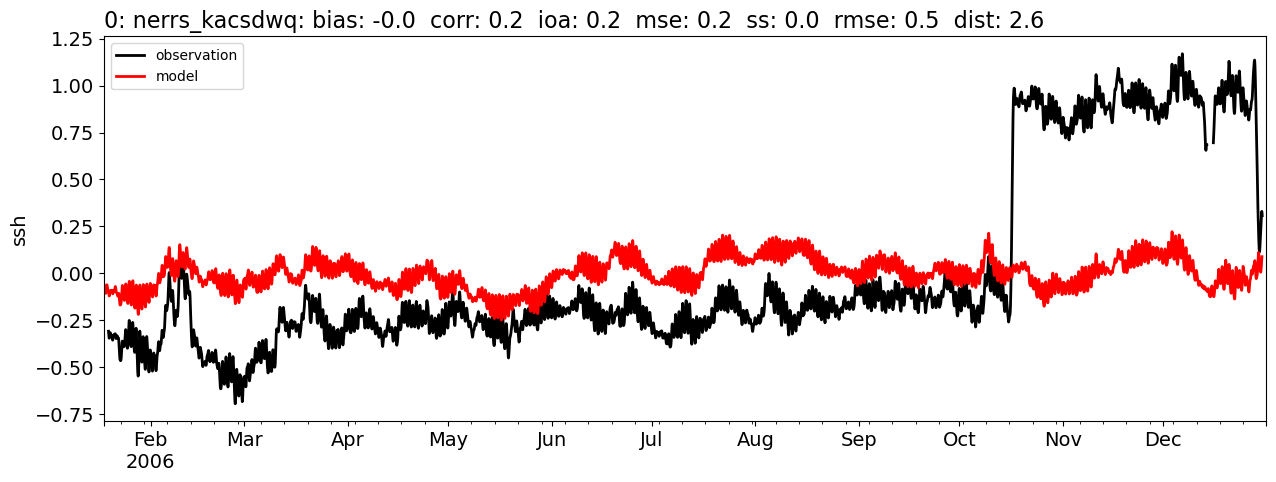 0: nerrs_kacsdwq: bias: -0.0  corr: 0.2  ioa: 0.2  mse: 0.2  ss: 0.0  rmse: 0.5  dist: 2.6
1.25
observation
model
1.00
0.75
0.50
ssh
0.25
0.00
−0.25
−0.50
−0.75
Feb Mar Apr May Jun Jul Aug Sep Oct Nov Dec
2006